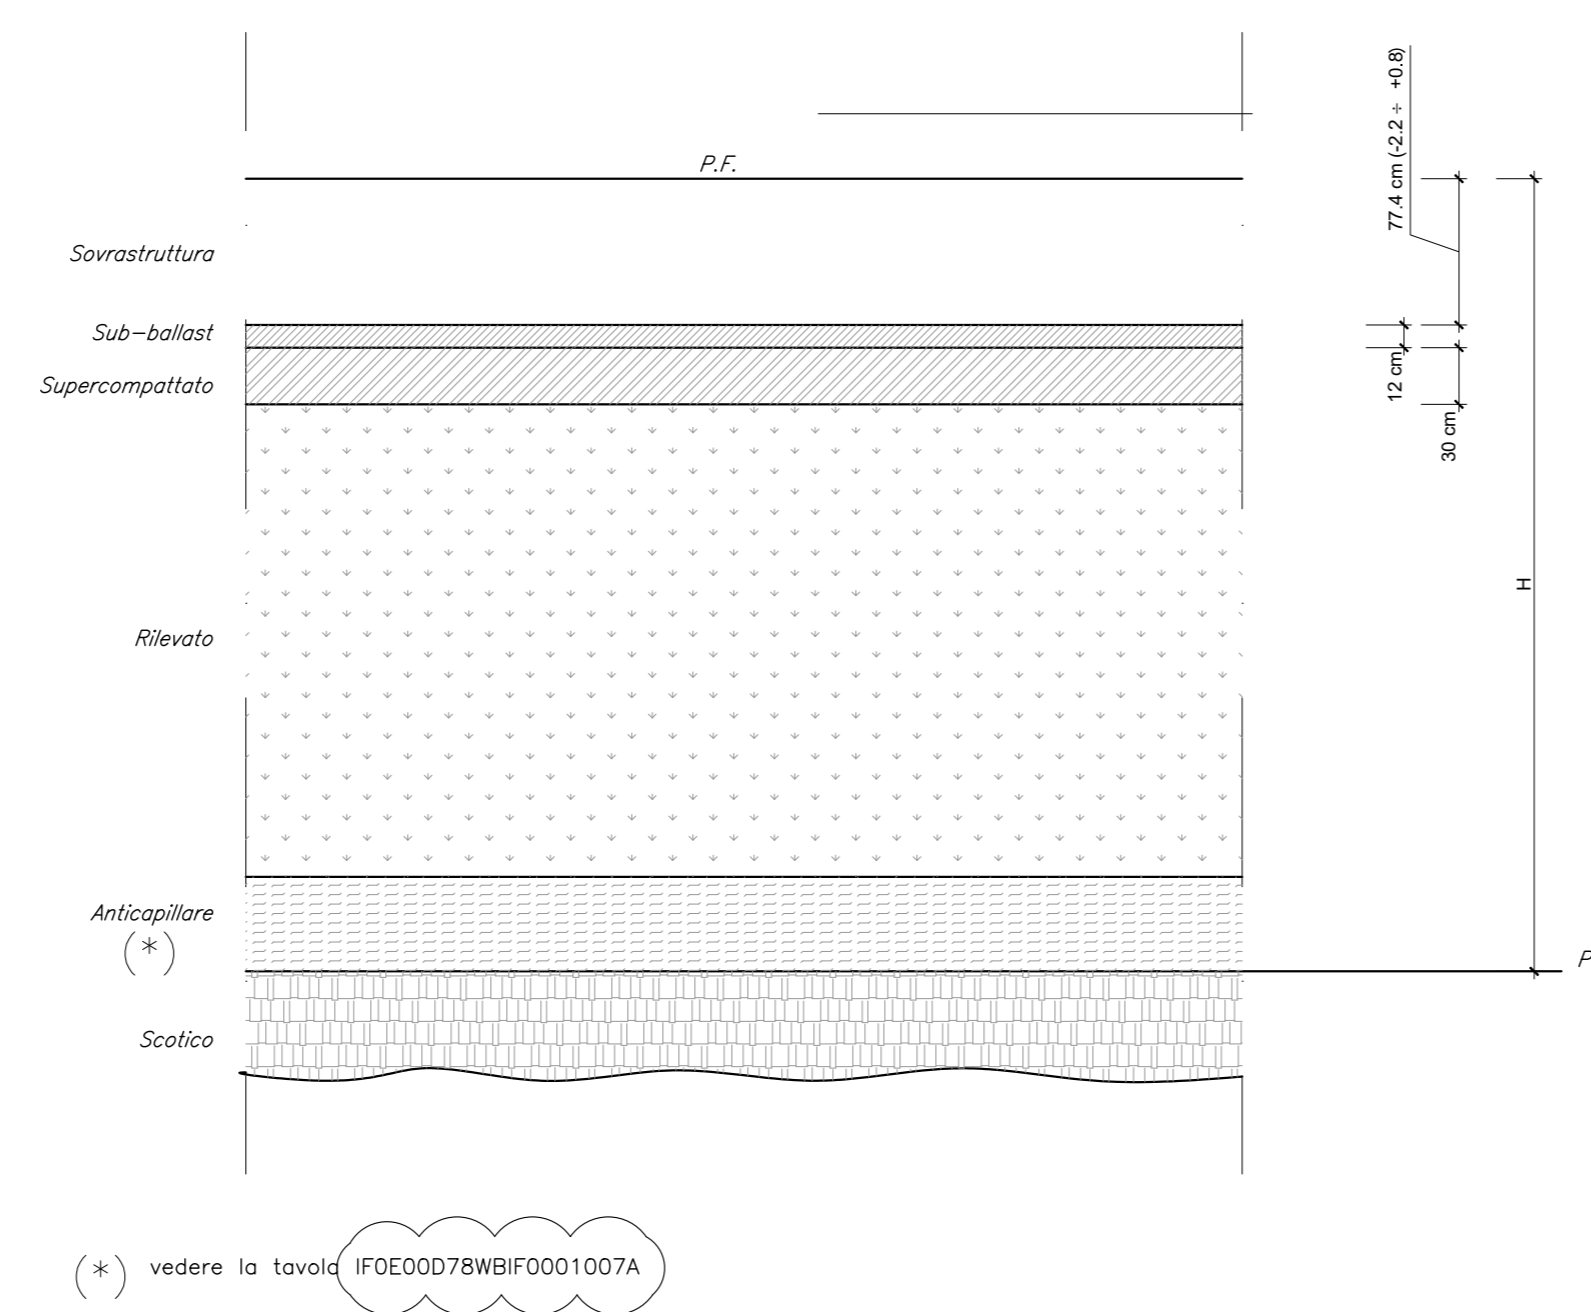 77.4 cm (-2.2 ÷ +0.8)
P.F.
Sovrastruttura
Sub-ballast
Supercompattato
12 cm
30 cm
H
Rilevato
Anticapillare
(*)
P
Scotico
(*) vedere la tavola IF0E00D78WBIF0001007A